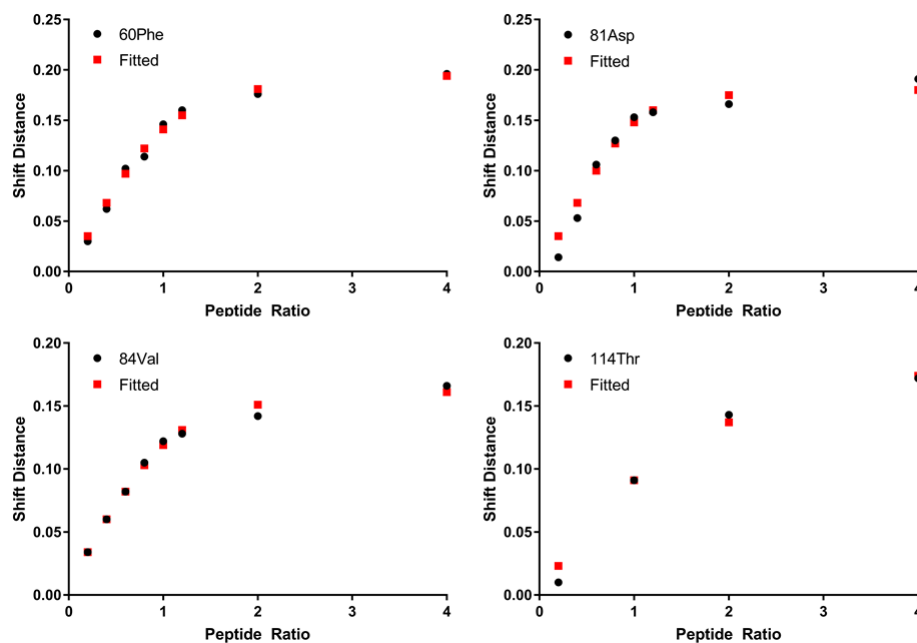 0.25
0.20
0.15
0.10
0.05
0.00
Shift Distance
60Phe
Fitted
0 1 2 3 4
Peptide Ratio
0.25
0.20
0.15
0.10
0.05
0.00
Shift Distance
81Asp
Fitted
0 1 2 3 4
Peptide Ratio
0.20
0.15
0.10
0.05
0.00
Shift Distance
84Val
Fitted
0 1 2 3 4
Peptide Ratio
0.20
0.15
0.10
0.05
0.00
Shift Distance
114Thr
Fitted
0 1 2 3 4
Peptide Ratio